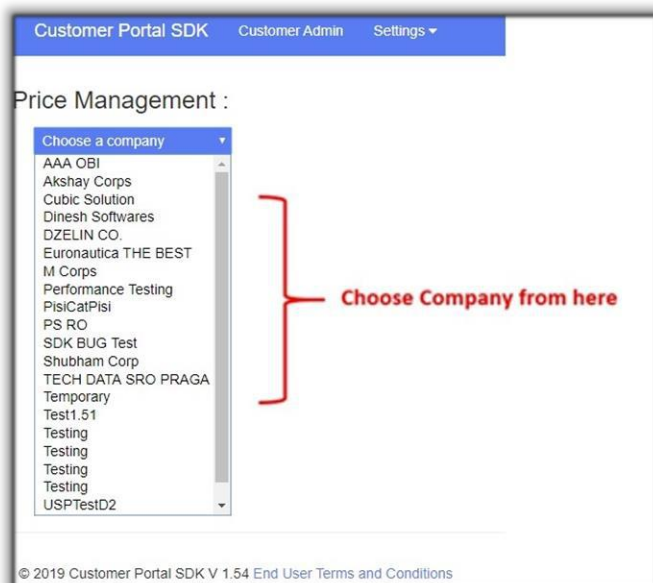 Customer Portal SDK Customer Admin Settings
Price Management :
Choose a company
AAA OBI
Akshay Corps
Cubic Solution
Dinesh Softwares
DZELIN CO.
Euronautica THE BEST
M Corps
Performance Testing
PisiCatPisi
PS RO
SDK BUG Test
Shubham Corp
TECH DATA SRO PRAGA
Temporary
Test1.51
Testing
Testing
Testing
Testing
USPTestD2
Choose Company from here
© 2019 Customer Portal SDK V 1.54 End User Terms and Conditions